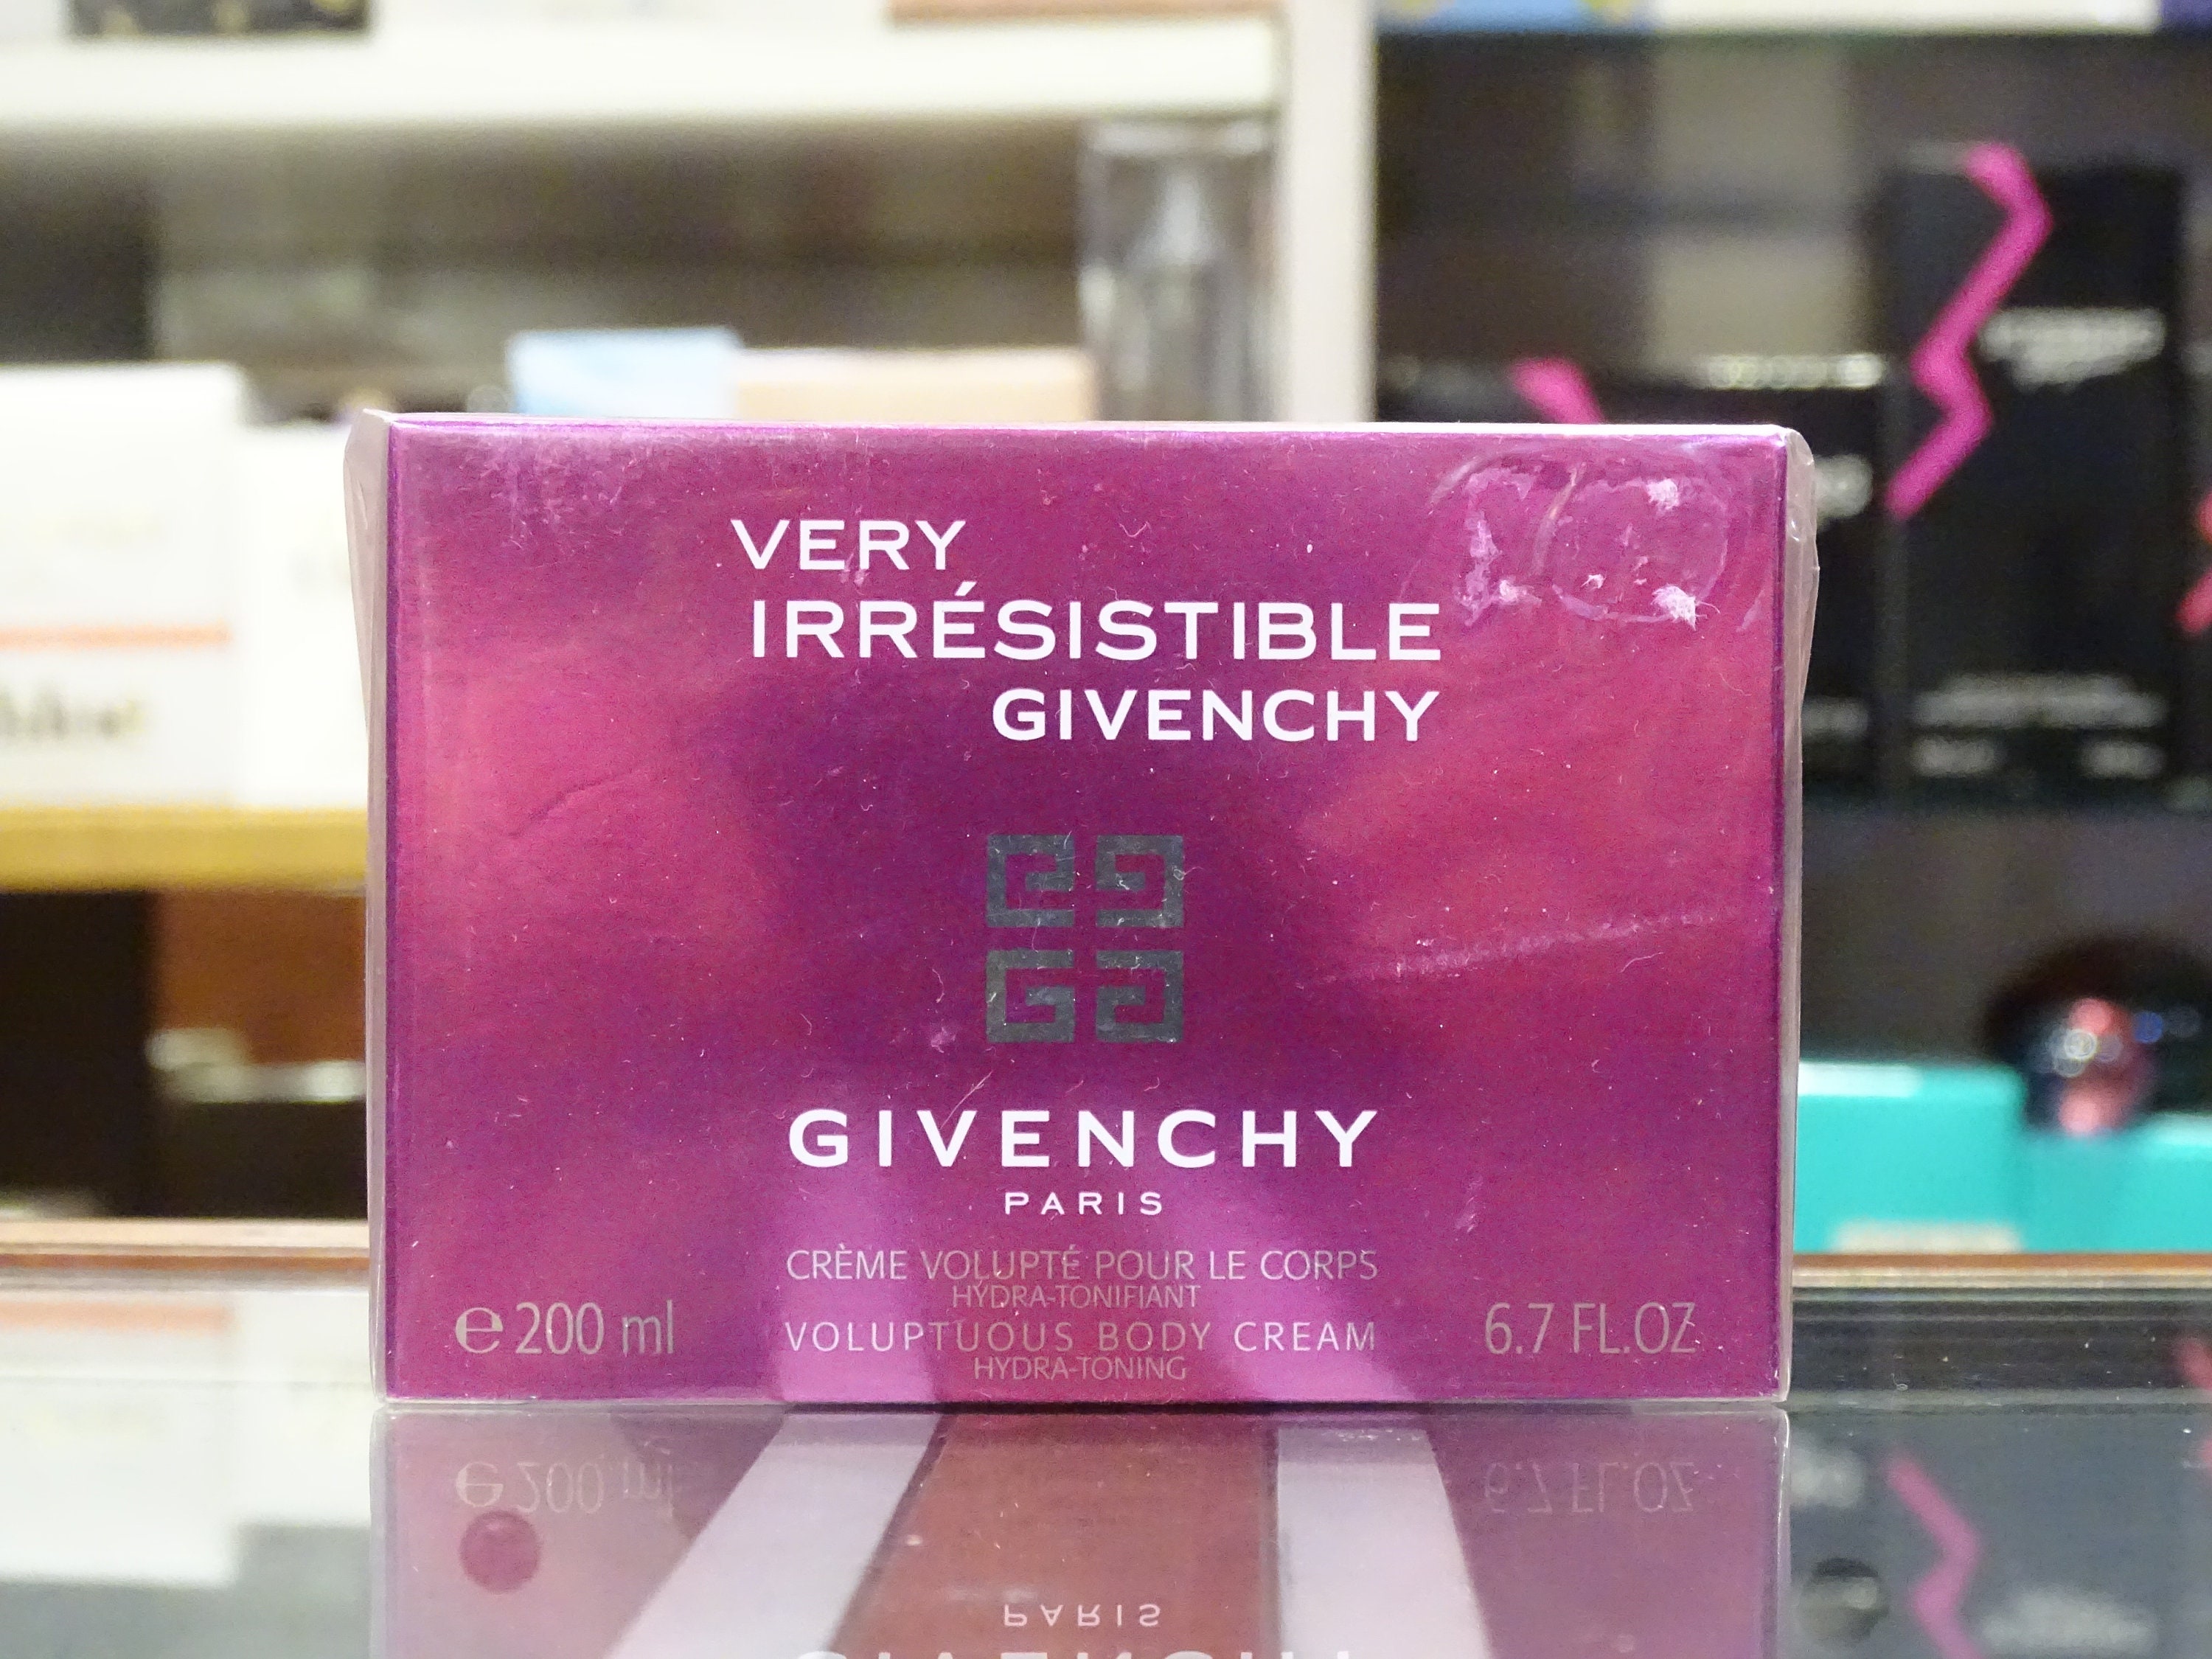 VERY
IRRÉSISTIBLE
GIVENCHY
GIVENCHY
PARIS
CRÈME VOLUPTÉ POUR LE CORPS
HYDRA-TONIFIANT
VOLUPTUOUS BODY CREAM
HYDRA-TONING
℮ 200 ml
6.7 FL.OZ